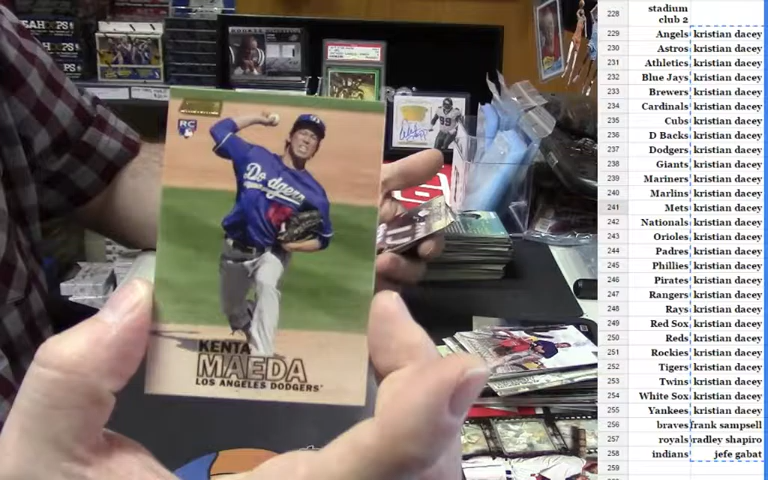 RC
Dodgers
KENTA
MAEDA
LOS ANGELES DODGERS
99
228 stadium club 2
229 Angels kristian dacey
230 Astros kristian dacey
231 Athletics kristian dacey
232 Blue Jays kristian dacey
233 Brewers kristian dacey
234 Cardinals kristian dacey
235 Cubs kristian dacey
236 D Backs kristian dacey
237 Dodgers kristian dacey
238 Giants kristian dacey
239 Mariners kristian dacey
240 Marlins kristian dacey
241 Mets kristian dacey
242 Nationals kristian dacey
243 Orioles kristian dacey
244 Padres kristian dacey
245 Phillies kristian dacey
246 Pirates kristian dacey
247 Rangers kristian dacey
248 Rays kristian dacey
249 Red Sox kristian dacey
250 Reds kristian dacey
251 Rockies kristian dacey
252 Tigers kristian dacey
253 Twins kristian dacey
254 White Sox kristian dacey
255 Yankees kristian dacey
256 braves frank sampsell
257 royals radley shapiro
258 indians jefe gabat
259